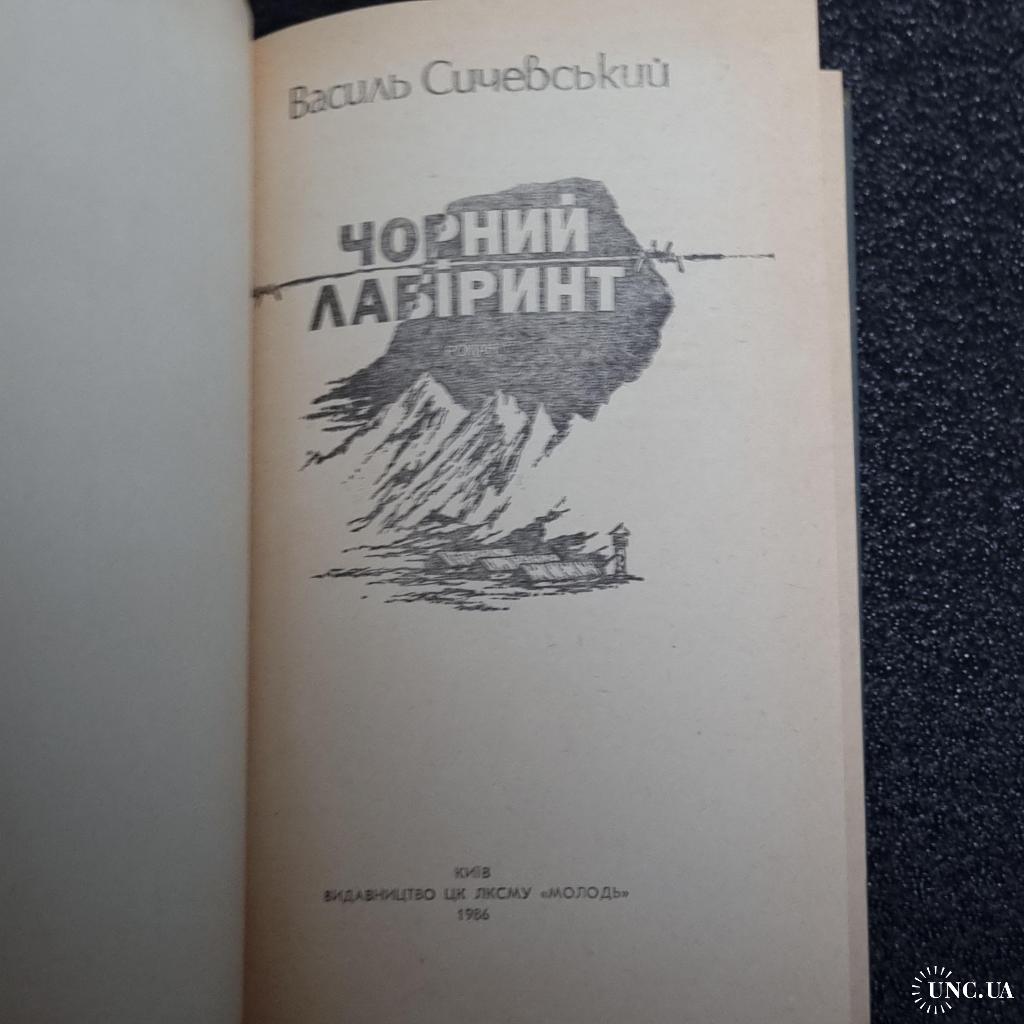 Василь Сичевський
ЧОРНИЙ
ЛАБІРИНТ
КИЇВ
ВИДАВНИЦТВО ЦК ЛКСМУ «МОЛОДЬ»
1986
UNC.UA